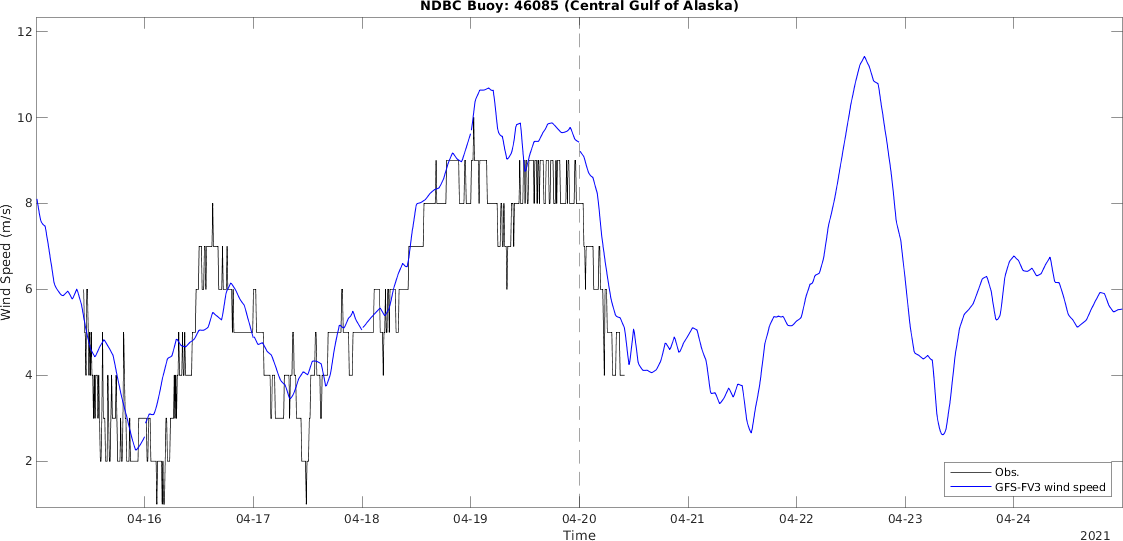 NDBC Buoy: 46085 (Central Gulf of Alaska)
12
10
8
6
4
2
Wind Speed (m/s)
Obs.
GFS-FV3 wind speed
04-16 04-17 04-18 04-19 04-20 04-21 04-22 04-23 04-24
Time
2021